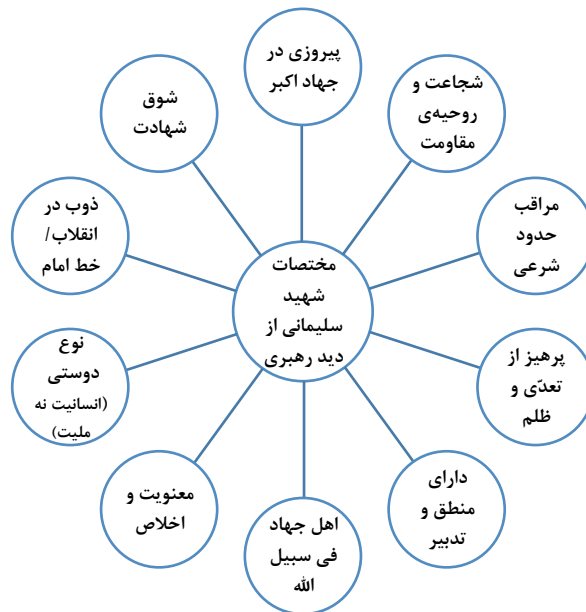 پیروزی در
جهاد اکبر
شجاعت و
روحیه‌ی
مقاومت
مراقب
حدود
شرعی
پرهیز از
تعدّی و
ظلم
دارای
منطق و
تدبیر
اهل جهاد
فی سبیل
الله
معنویت و
اخلاص
نوع
دوستی
(انسانیت نه
ملیت)
ذوب در
انقلاب/
خط امام
شوق
شهادت
مختصات
شهید
سلیمانی از
دید رهبری